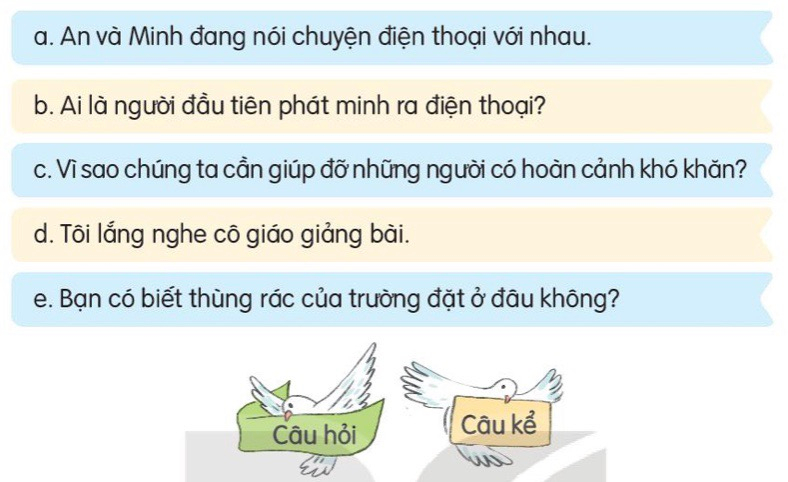 a. An và Minh đang nói chuyện điện thoại với nhau.
b. Ai là người đầu tiên phát minh ra điện thoại?
c. Vì sao chúng ta cần giúp đỡ những người có hoàn cảnh khó khăn?
d. Tôi lắng nghe cô giáo giảng bài.
e. Bạn có biết thùng rác của trường đặt ở đâu không?
Câu hỏi
Câu kể